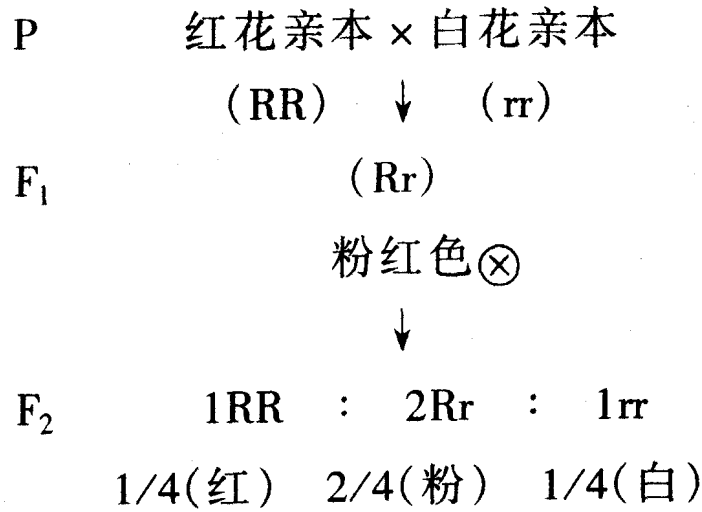 P 红花亲本 × 白花亲本
(RR) ↓ (rr)
F₁ (Rr)
粉红色⊗
↓
F₂ 1RR : 2Rr : 1rr
1/4(红) 2/4(粉) 1/4(白)